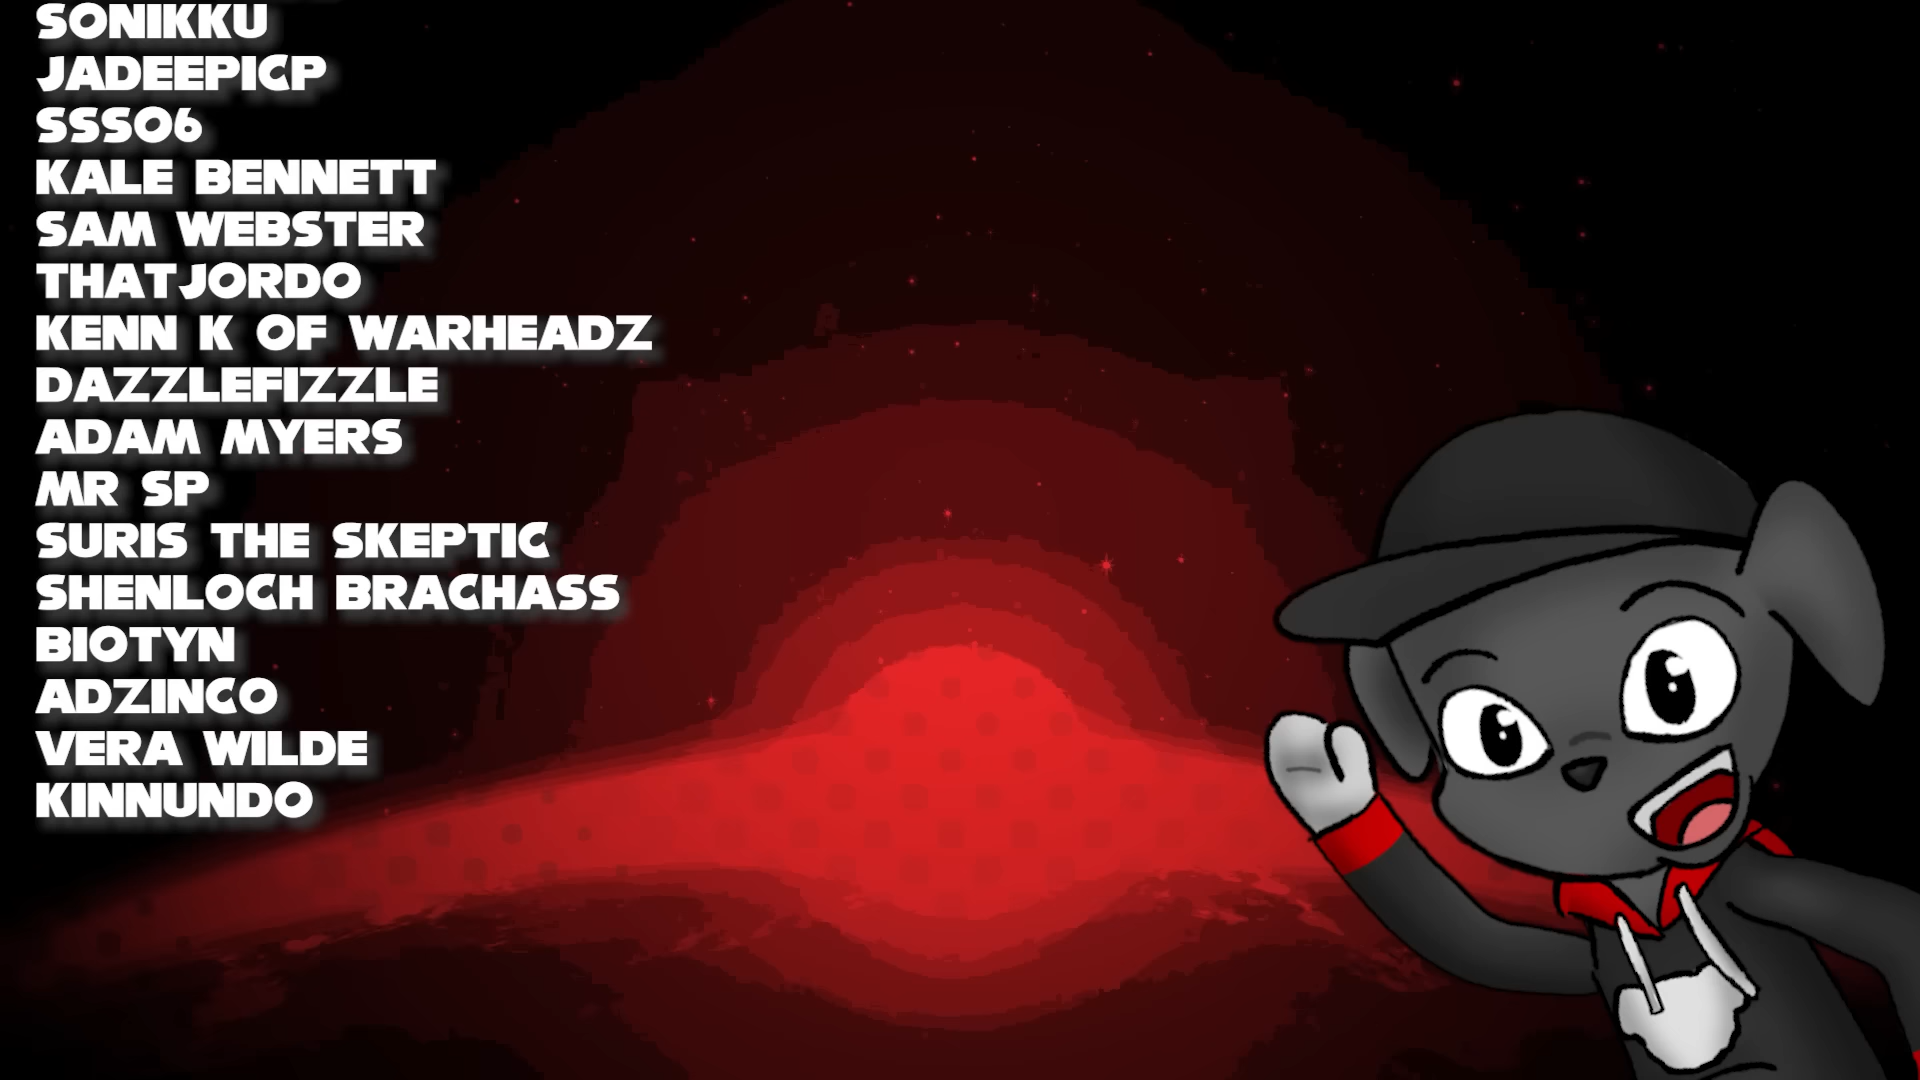 SONIKKU
JADEEPICP
SSS06
KALE BENNETT
SAM WEBSTER
THATJORDO
KENN K OF WARHEADZ
DAZZLEFIZZLE
ADAM MYERS
MR SP
SURIS THE SKEPTIC
SHENLOCH BRACHASS
BIOTYN
ADZINCO
VERA WILDE
KINNUNDO